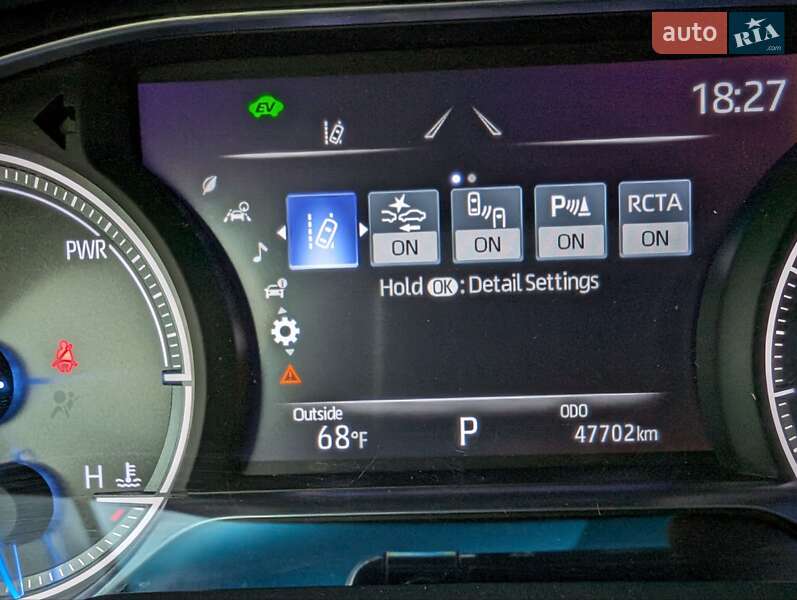 auto RIA.com
EV
18:27
PWR
P RCTA
ON ON ON ON
Hold OK: Detail Settings
Outside
ODO
68°F P 47702km
H